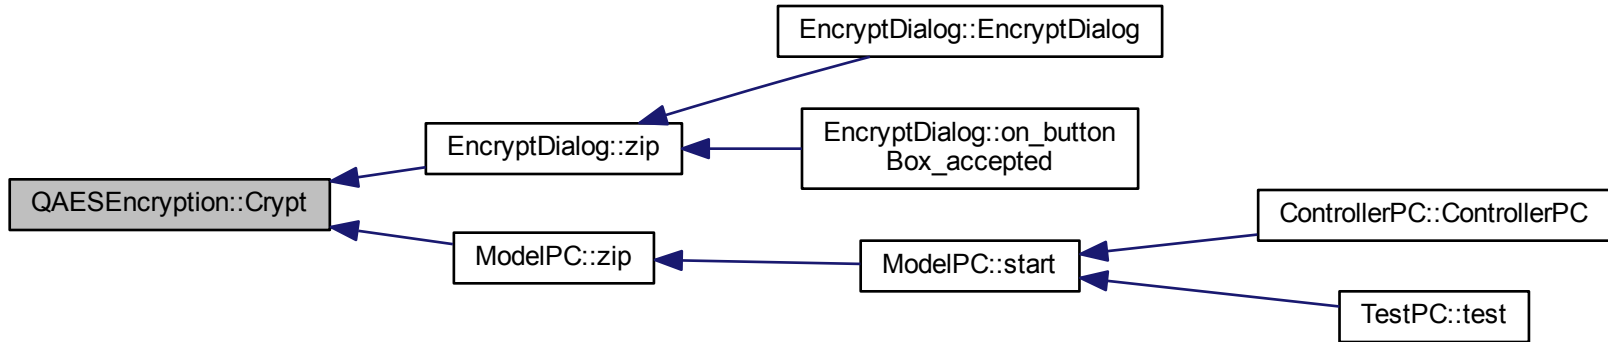 EncryptDialog::EncryptDialog
EncryptDialog::zip
EncryptDialog::on_button
Box_accepted
QAESEncryption::Crypt
ControllerPC::ControllerPC
ModelPC::zip
ModelPC::start
TestPC::test